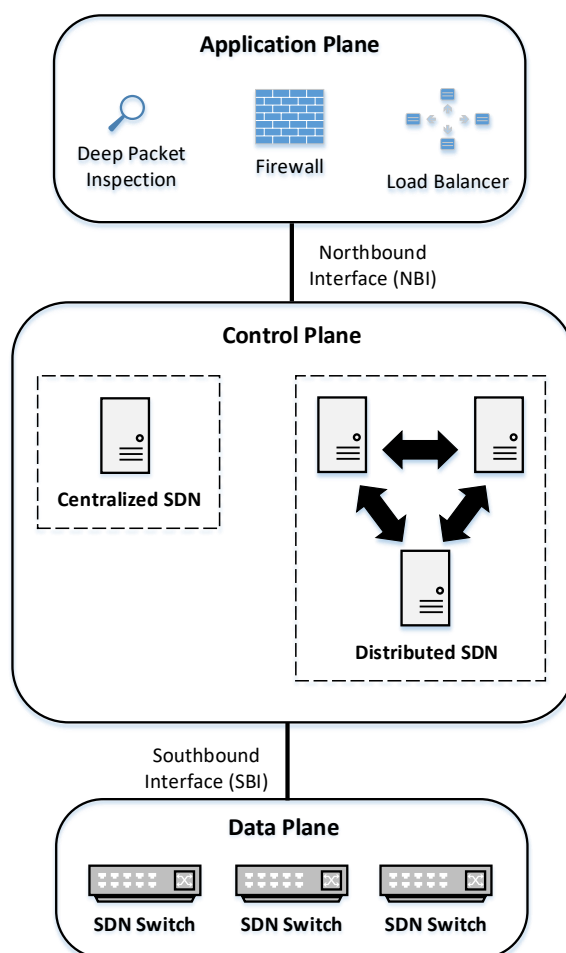 Application Plane
Deep Packet
Inspection
Firewall
Load Balancer
Northbound
Interface (NBI)
Control Plane
Centralized SDN
Distributed SDN
Southbound
Interface (SBI)
Data Plane
SDN Switch
SDN Switch
SDN Switch